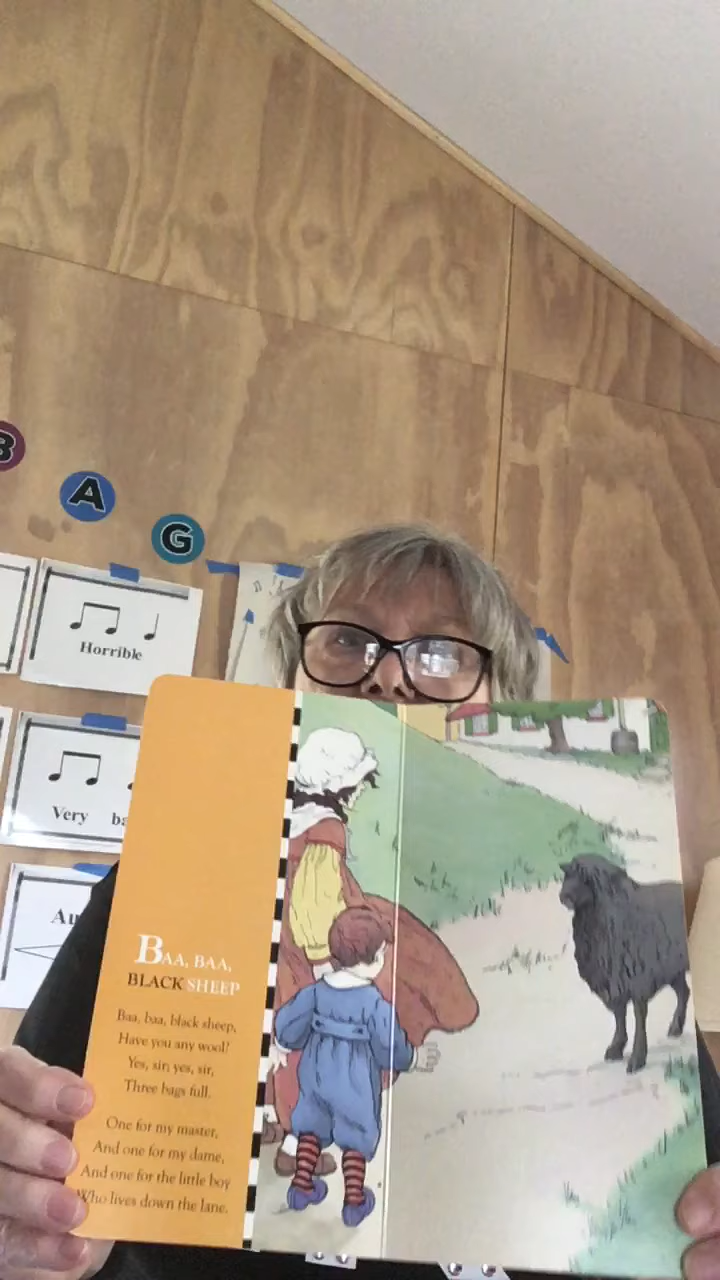 B
A
G
Horrible
Very
BAA, BAA,
BLACK SHEEP
Baa, baa, black sheep,
Have you any wool?
Yes, sir, yes, sir,
Three bags full.
One for my master,
And one for my dame,
And one for the little boy
Who lives down the lane.